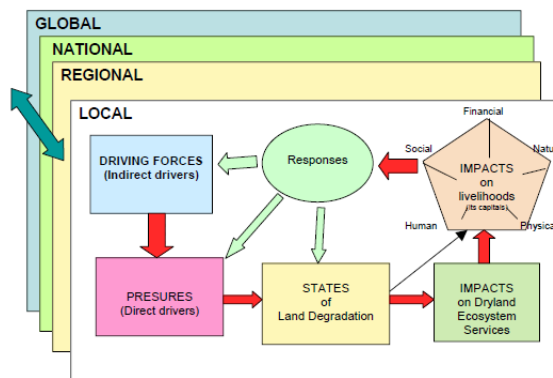 GLOBAL
NATIONAL
REGIONAL
LOCAL
DRIVING FORCES
(Indirect drivers)
Responses
Financial
Social
Natu
IMPACTS
on
livelihoods
(its capitals)
Human
Physica
PRESURES
(Direct drivers)
STATES
of
Land Degradation
IMPACTS
on Dryland
Ecosystem
Services